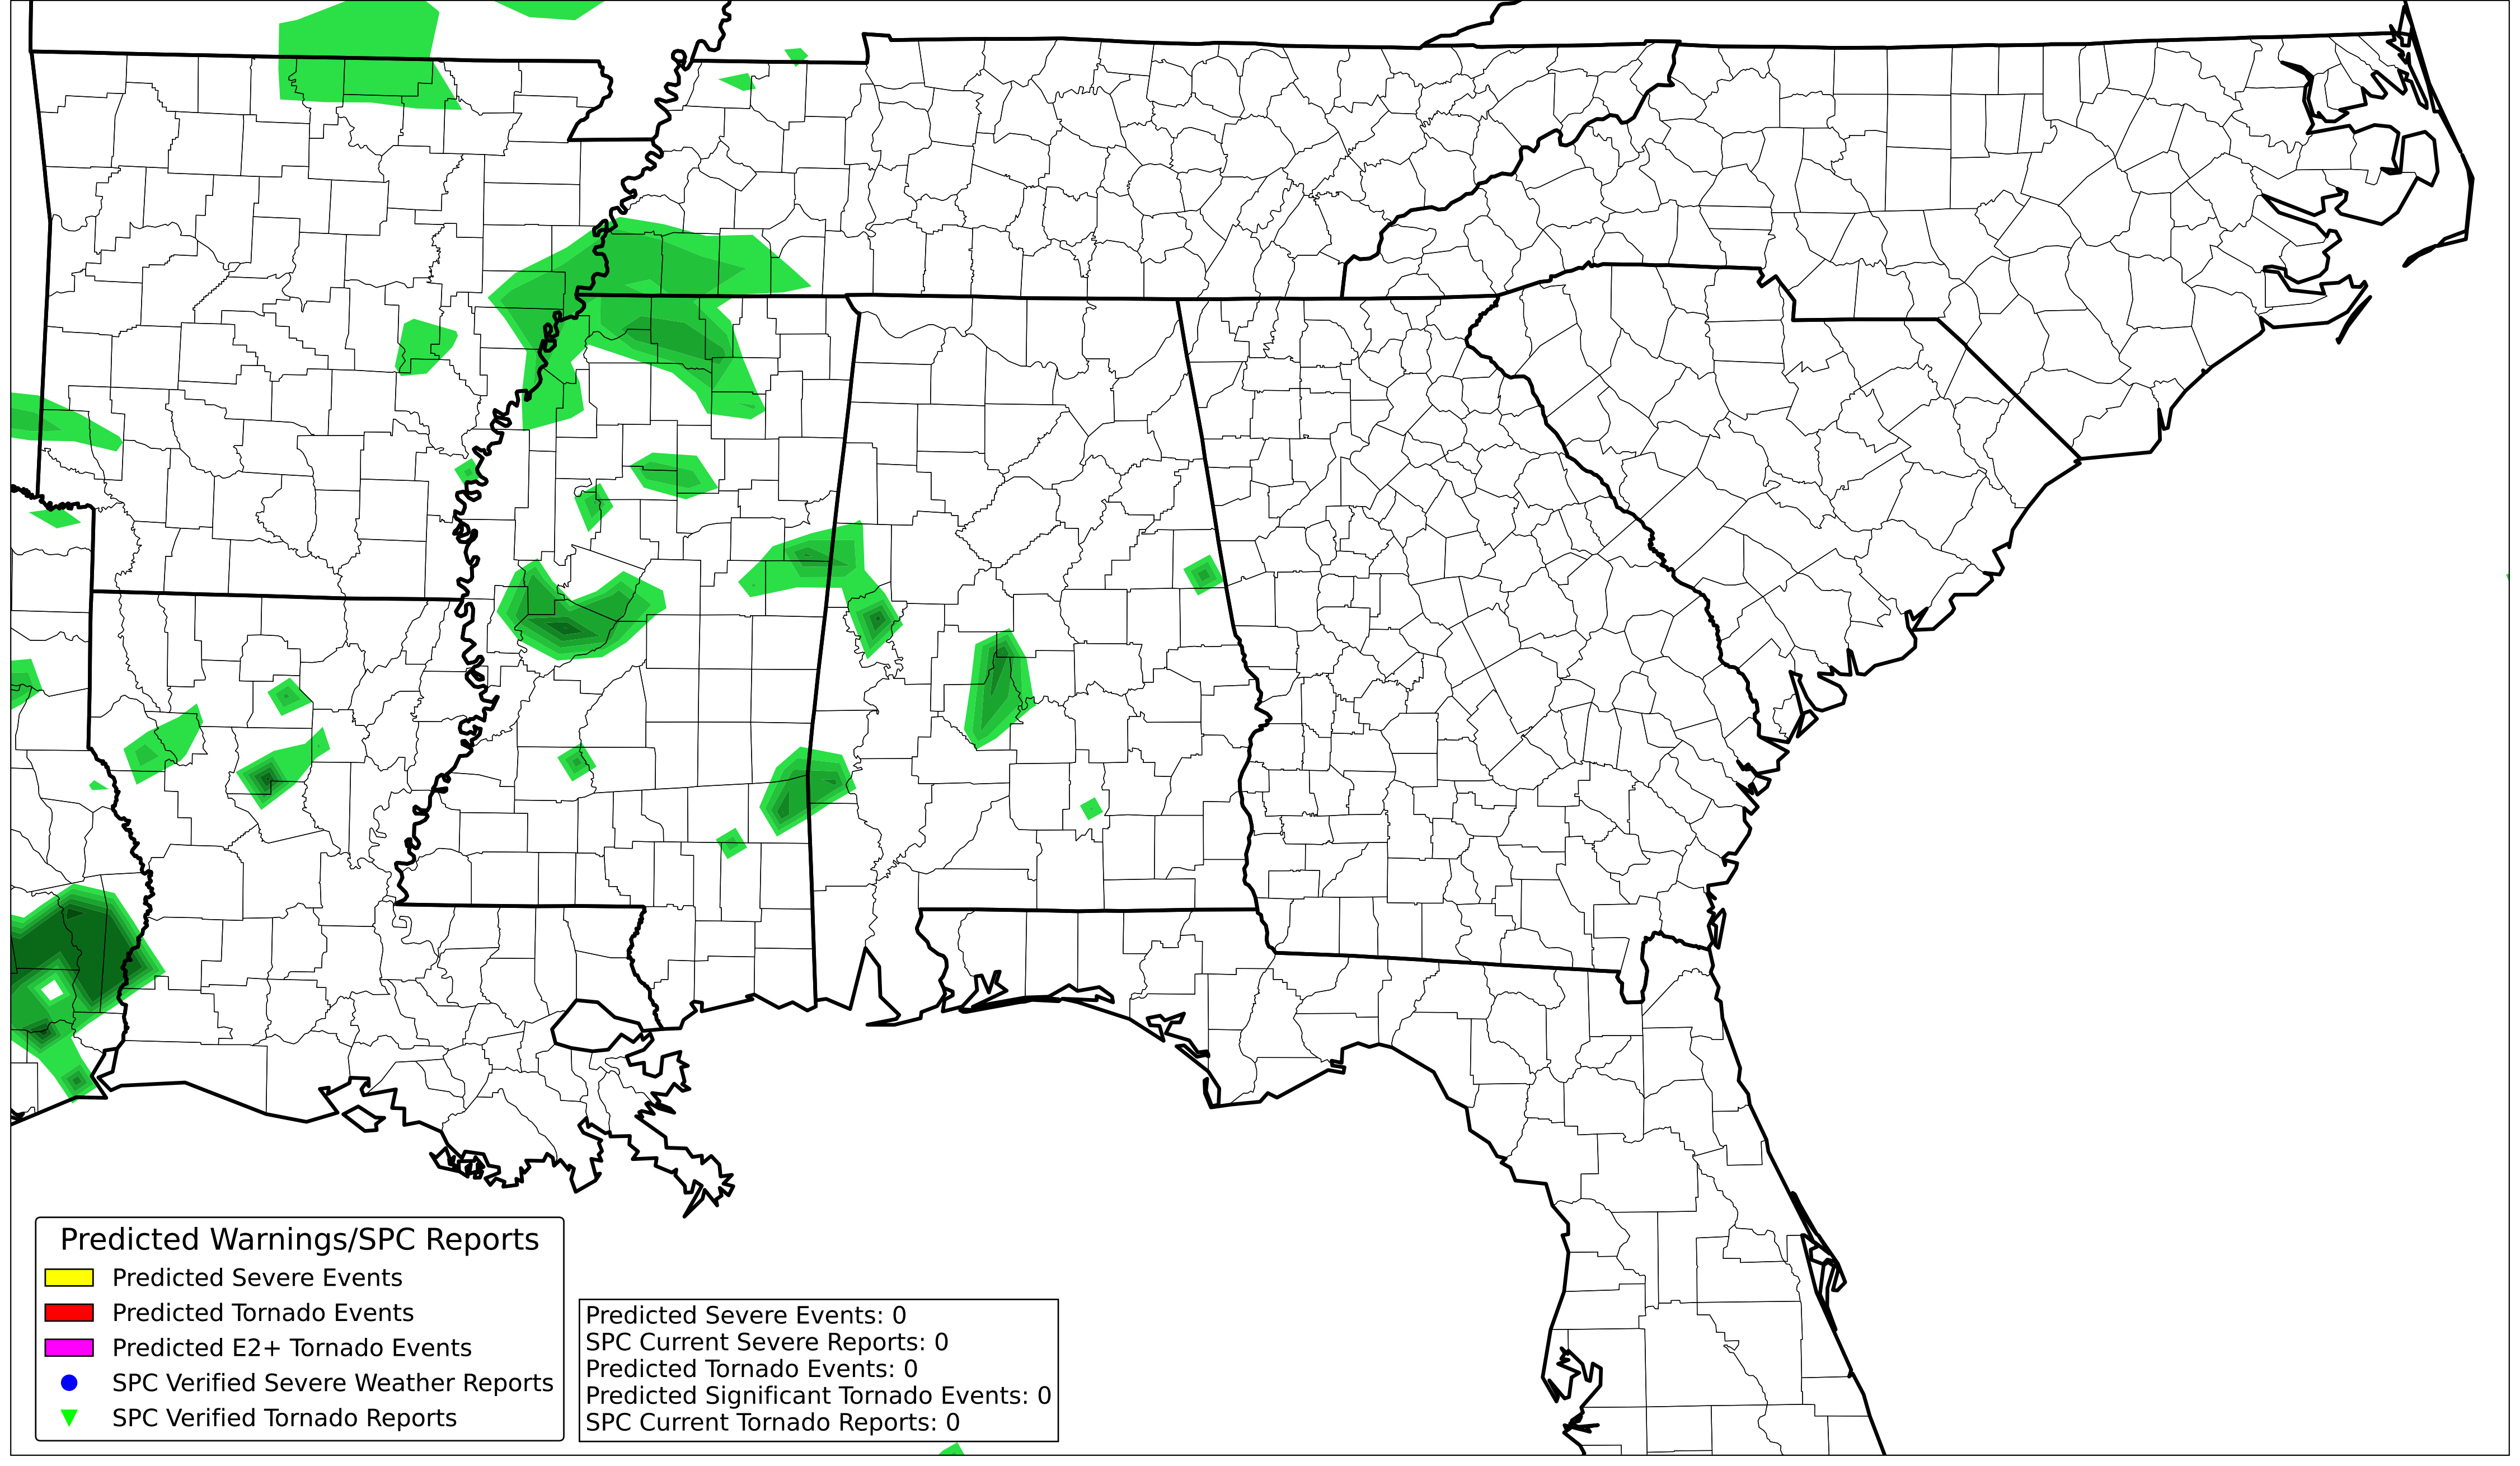 Predicted Warnings/SPC Reports
Predicted Severe Events
Predicted Tornado Events
Predicted E2+ Tornado Events
SPC Verified Severe Weather Reports
SPC Verified Tornado Reports
Predicted Severe Events: 0
SPC Current Severe Reports: 0
Predicted Tornado Events: 0
Predicted Significant Tornado Events: 0
SPC Current Tornado Reports: 0